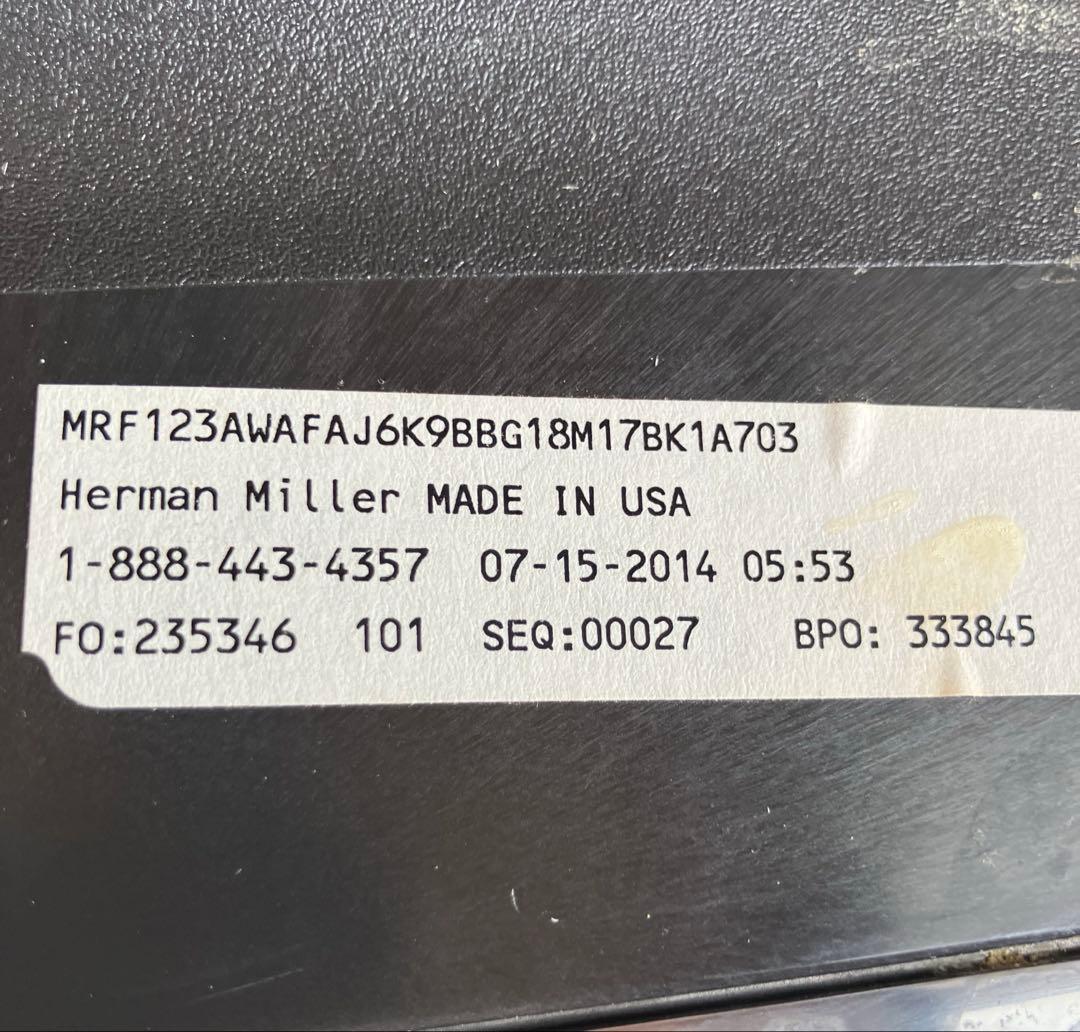 MRF123AWAFAJ6K9BBG18M17BK1A703
Herman Miller MADE IN USA
1-888-443-4357 07-15-2014 05:53
FO:235346 101 SEQ:00027 BPO: 333845